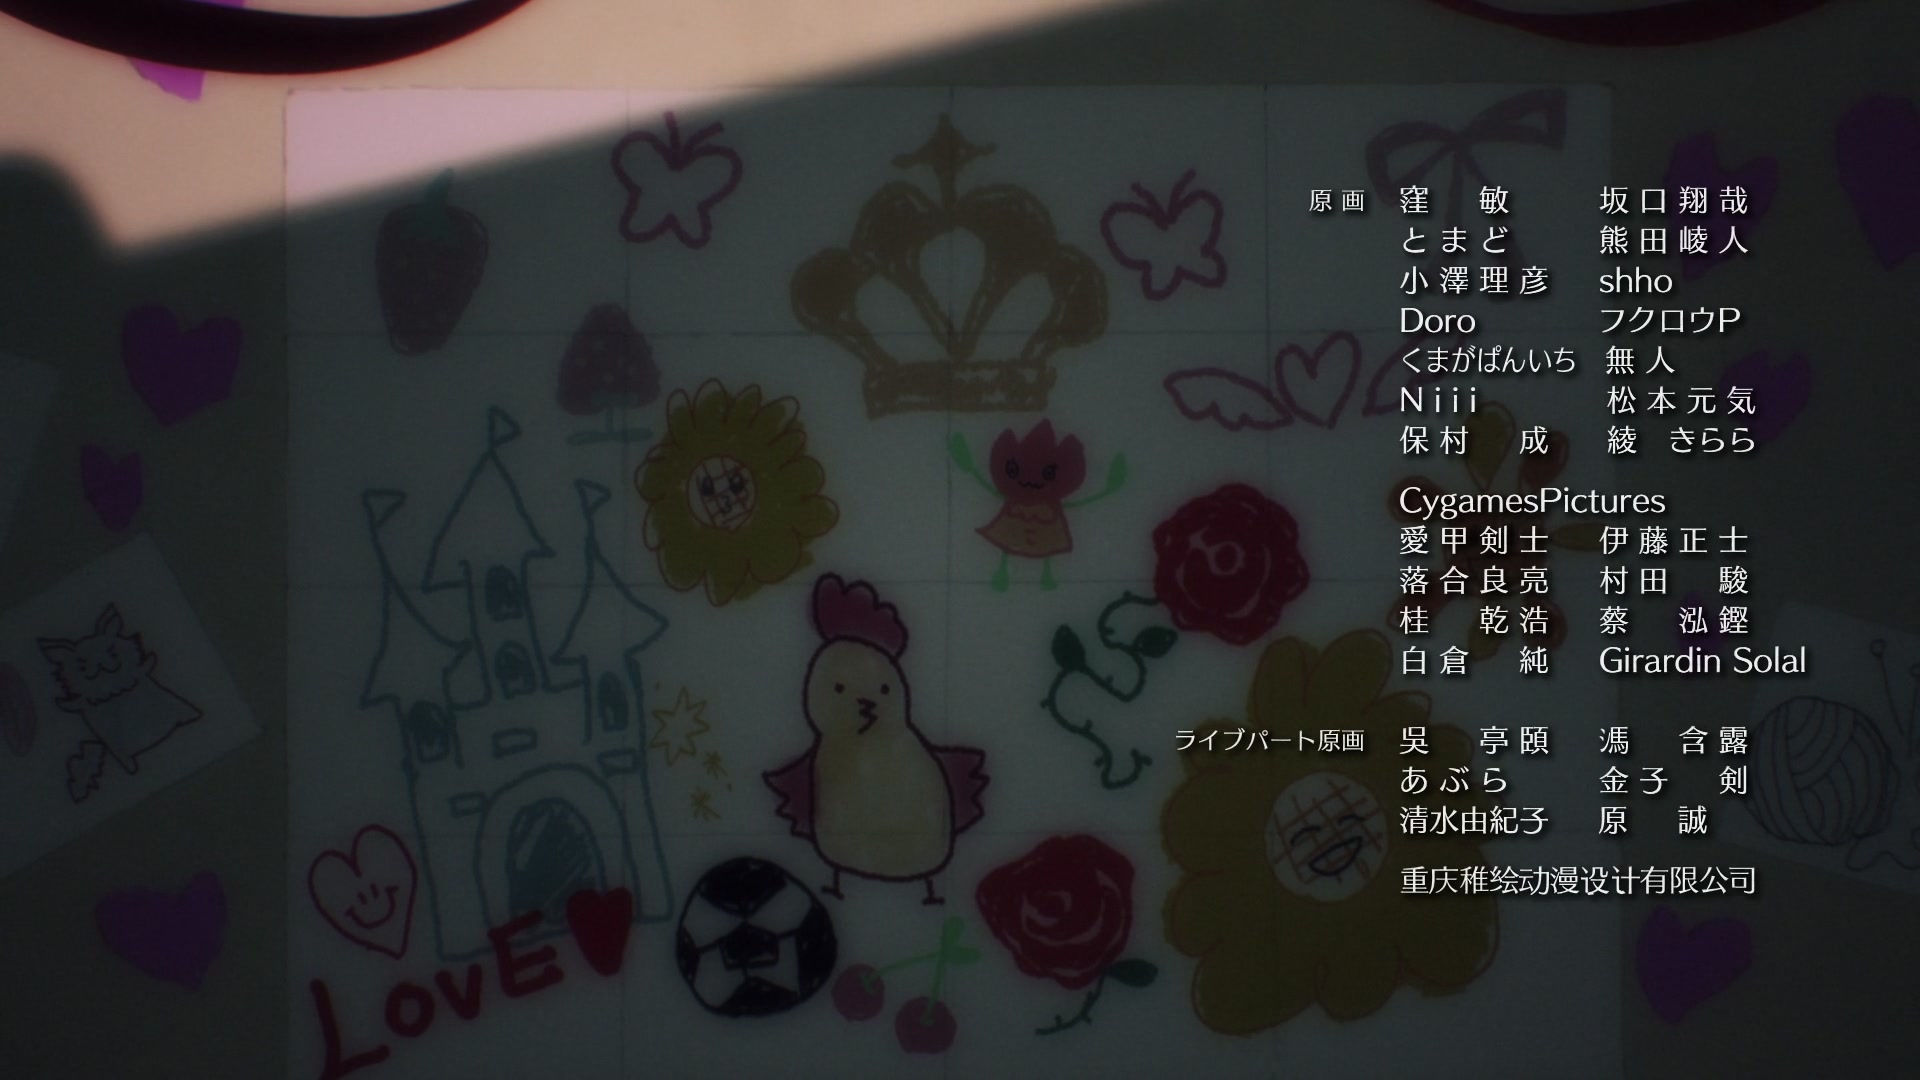 原画 窪 敏 坂口翔哉
とまど 熊田崚人
小澤理彦 shho
Doro フクロウP
くまがぱんいち 無人
Niii 松本元気
保村 成 綾 きらら
CygamesPictures
愛甲剣士 伊藤正士
落合良亮 村田 駿
桂 乾浩 蔡 泓鏗
白倉 純 Girardin Solal
ライブパート原画 吳 亭頤 馮 含露
あぶら 金子 剣
清水由紀子 原 誠
重庆稚绘动漫设计有限公司
LovE